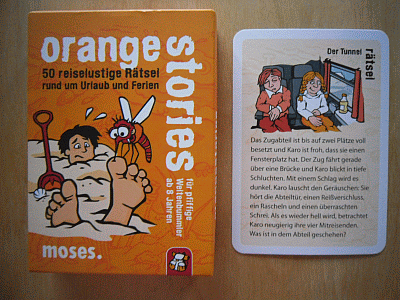 orange
stories
50 reiselustige Rätsel
rund um Urlaub und Ferien
für pfiffige
Weltenbummler
ab 8 Jahren
moses.
Der Tunnel
rätsel
Das Zugabteil ist bis auf zwei Plätze voll
besetzt und Karo ist froh, dass sie einen
Fensterplatz hat. Der Zug fährt gerade
über eine Brücke und Karo blickt in tiefe
Schluchten. Mit einem Schlag wird es
dunkel. Karo lauscht den Geräuschen: Sie
hört die Abteiltür, einen Reißverschluss,
ein Rascheln und einen überraschten
Schrei. Als es wieder hell wird, betrachtet
Karo neugierig ihre vier Mitreisenden.
Was ist in dem Abteil geschehen?